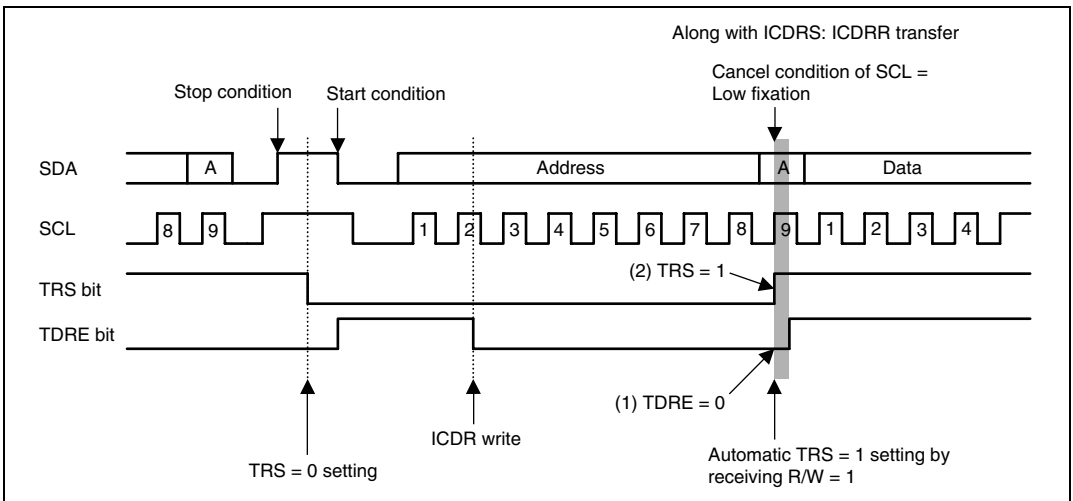 Along with ICDRS: ICDRR transfer
Cancel condition of SCL =
Low fixation
Stop condition
Start condition
SDA
A
Address
A
Data
SCL
8 9 1 2 3 4 5 6 7 8 9 1 2 3 4
(2) TRS = 1
TRS bit
TDRE bit
(1) TDRE = 0
ICDR write
TRS = 0 setting
Automatic TRS = 1 setting by
receiving R/W = 1